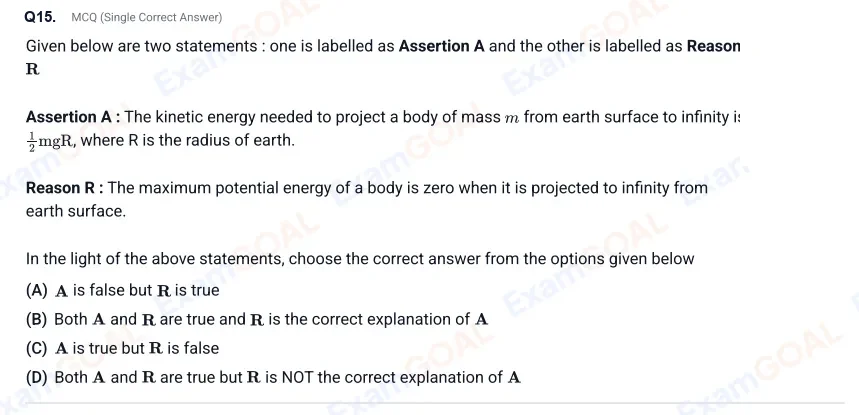 Q15. MCQ (Single Correct Answer)
Given below are two statements : one is labelled as Assertion A and the other is labelled as Reason
R
Assertion A : The kinetic energy needed to project a body of mass m from earth surface to infinity is
1/2 mgR, where R is the radius of earth.
Reason R : The maximum potential energy of a body is zero when it is projected to infinity from
earth surface.
In the light of the above statements, choose the correct answer from the options given below
(A) A is false but R is true
(B) Both A and R are true and R is the correct explanation of A
(C) A is true but R is false
(D) Both A and R are true but R is NOT the correct explanation of A